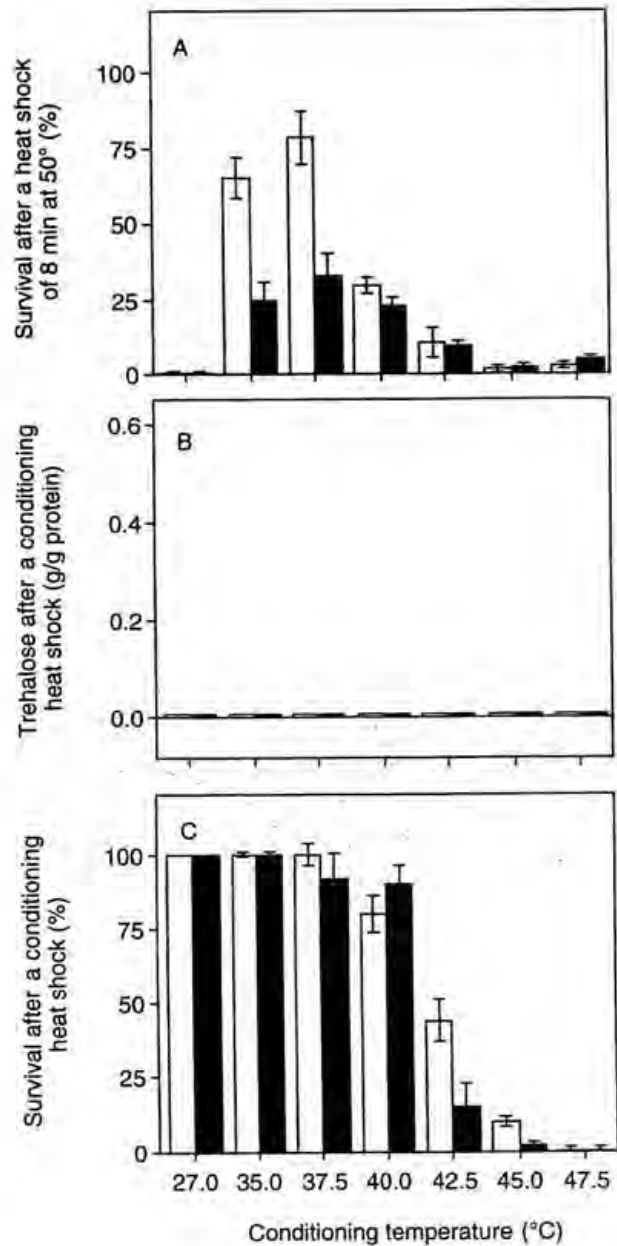 Survival after a heat shock
of 8 min at 50° (%)
A
100
75
50
25
0
Trehalose after a conditioning
heat shock (g/g protein)
B
0.6
0.4
0.2
0.0
Survival after a conditioning
heat shock (%)
C
100
75
50
25
0
27.0 35.0 37.5 40.0 42.5 45.0 47.5
Conditioning temperature (°C)